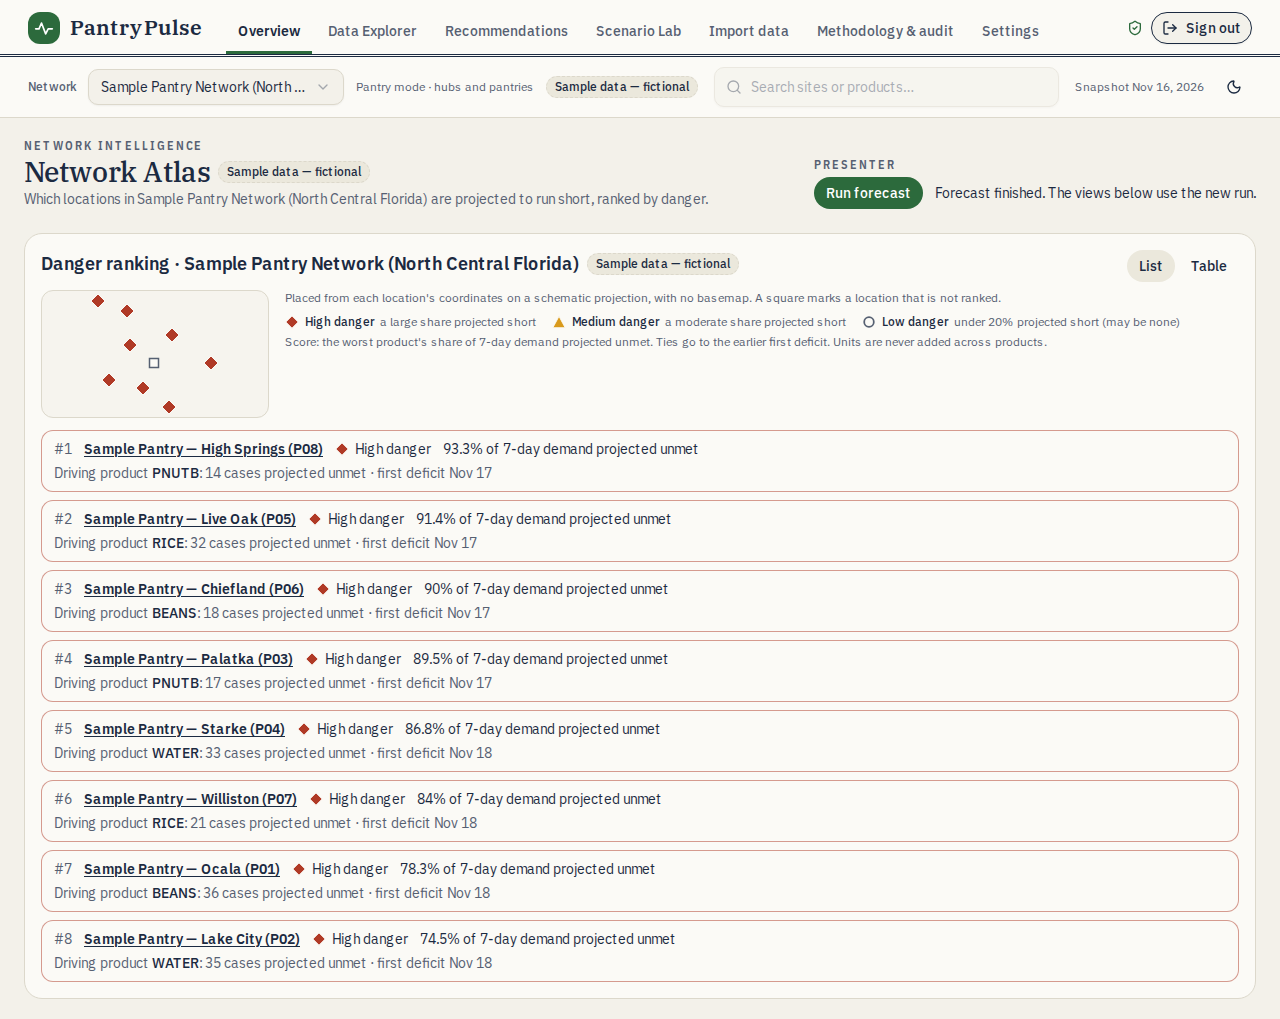 PantryPulse
Overview Data Explorer Recommendations Scenario Lab Import data Methodology & audit Settings
Sign out
Network Sample Pantry Network (North ... Pantry mode · hubs and pantries Sample data — fictional Search sites or products... Snapshot Nov 16, 2026
NETWORK INTELLIGENCE
Network Atlas Sample data — fictional
Which locations in Sample Pantry Network (North Central Florida) are projected to run short, ranked by danger.
PRESENTER
Run forecast Forecast finished. The views below use the new run.
Danger ranking · Sample Pantry Network (North Central Florida) Sample data — fictional
List Table
Placed from each location's coordinates on a schematic projection, with no basemap. A square marks a location that is not ranked.
High danger a large share projected short Medium danger a moderate share projected short Low danger under 20% projected short (may be none)
Score: the worst product's share of 7-day demand projected unmet. Ties go to the earlier first deficit. Units are never added across products.
#1 Sample Pantry — High Springs (P08) High danger 93.3% of 7-day demand projected unmet
Driving product PNUTB: 14 cases projected unmet · first deficit Nov 17
#2 Sample Pantry — Live Oak (P05) High danger 91.4% of 7-day demand projected unmet
Driving product RICE: 32 cases projected unmet · first deficit Nov 17
#3 Sample Pantry — Chiefland (P06) High danger 90% of 7-day demand projected unmet
Driving product BEANS: 18 cases projected unmet · first deficit Nov 17
#4 Sample Pantry — Palatka (P03) High danger 89.5% of 7-day demand projected unmet
Driving product PNUTB: 17 cases projected unmet · first deficit Nov 17
#5 Sample Pantry — Starke (P04) High danger 86.8% of 7-day demand projected unmet
Driving product WATER: 33 cases projected unmet · first deficit Nov 18
#6 Sample Pantry — Williston (P07) High danger 84% of 7-day demand projected unmet
Driving product RICE: 21 cases projected unmet · first deficit Nov 18
#7 Sample Pantry — Ocala (P01) High danger 78.3% of 7-day demand projected unmet
Driving product BEANS: 36 cases projected unmet · first deficit Nov 18
#8 Sample Pantry — Lake City (P02) High danger 74.5% of 7-day demand projected unmet
Driving product WATER: 35 cases projected unmet · first deficit Nov 18